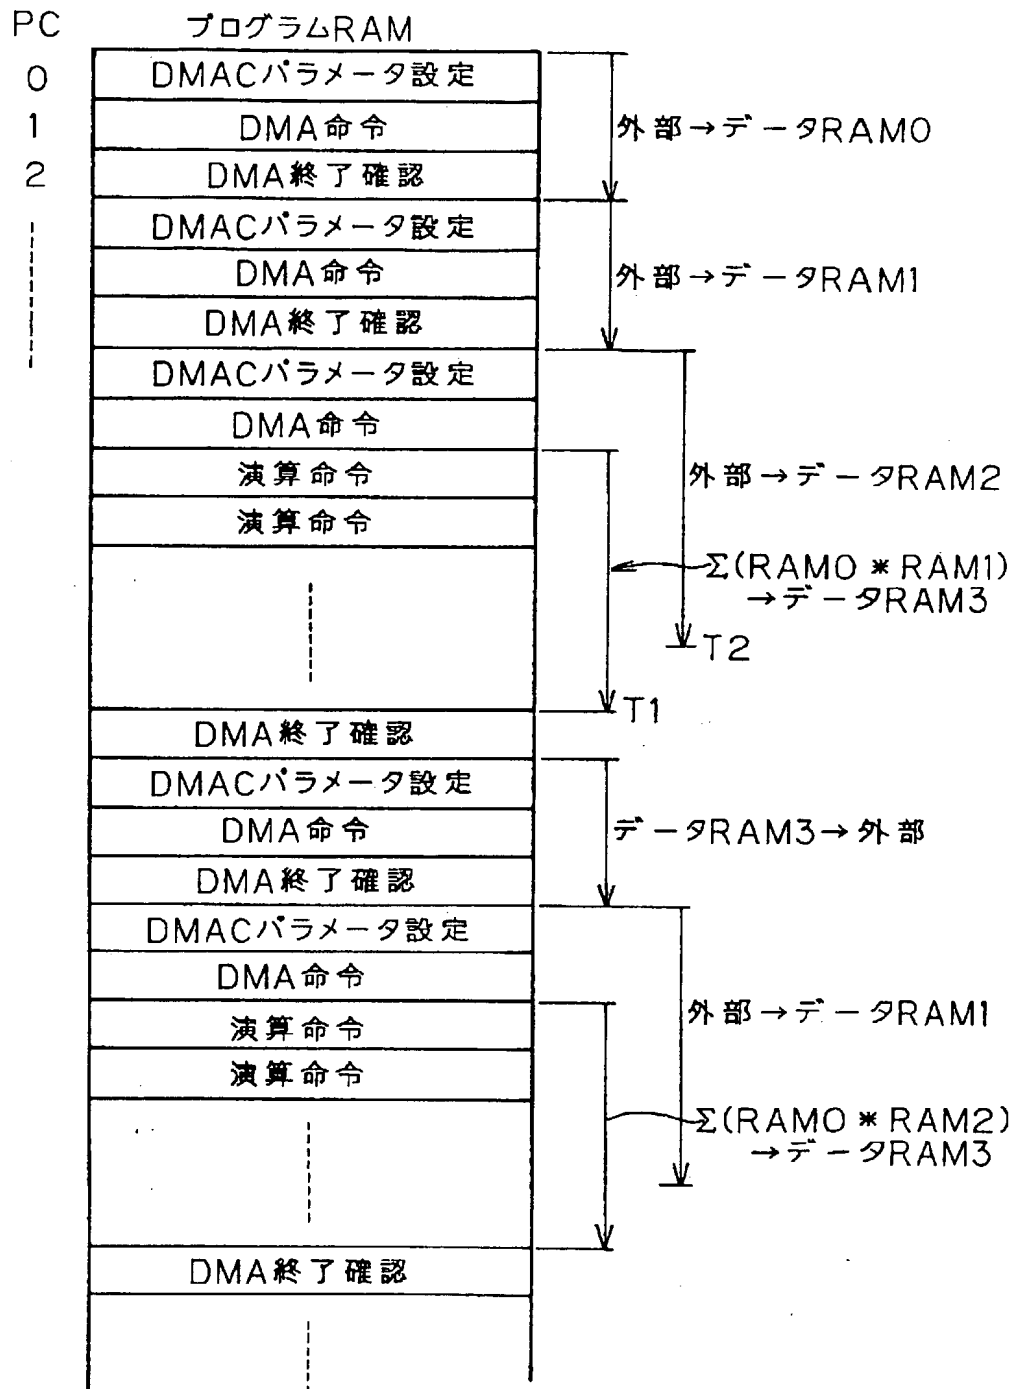 PC プログラムRAM
0 DMACパラメータ設定
1 DMA命令 外部→データRAM0
2 DMA終了確認
DMACパラメータ設定
DMA命令 外部→データRAM1
DMA終了確認
DMACパラメータ設定
DMA命令
演算命令 外部→データRAM2
演算命令
Σ(RAM0*RAM1)
→データRAM3
T2
T1
DMA終了確認
DMACパラメータ設定
DMA命令 データRAM3→外部
DMA終了確認
DMACパラメータ設定
DMA命令
演算命令 外部→データRAM1
演算命令
Σ(RAM0*RAM2)
→データRAM3
DMA終了確認